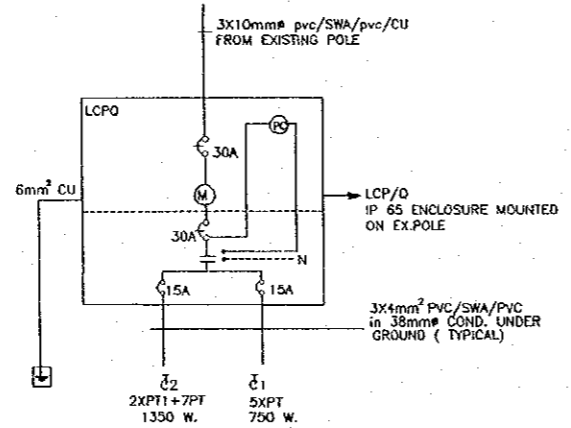 3X10mmø pvc/SWA/pvc/CU
FROM EXISTING POLE
LCPQ
PC
30A
6mm² CU
M
LCP/Q
IP 65 ENCLOSURE MOUNTED
ON EX.POLE
30A
N
15A
15A
3X4mm² PVC/SWA/PVC
in 38mmø COND. UNDER
GROUND ( TYPICAL)
C2
C1
2XPT1+7PT
5XPT
1350 W.
750 W.